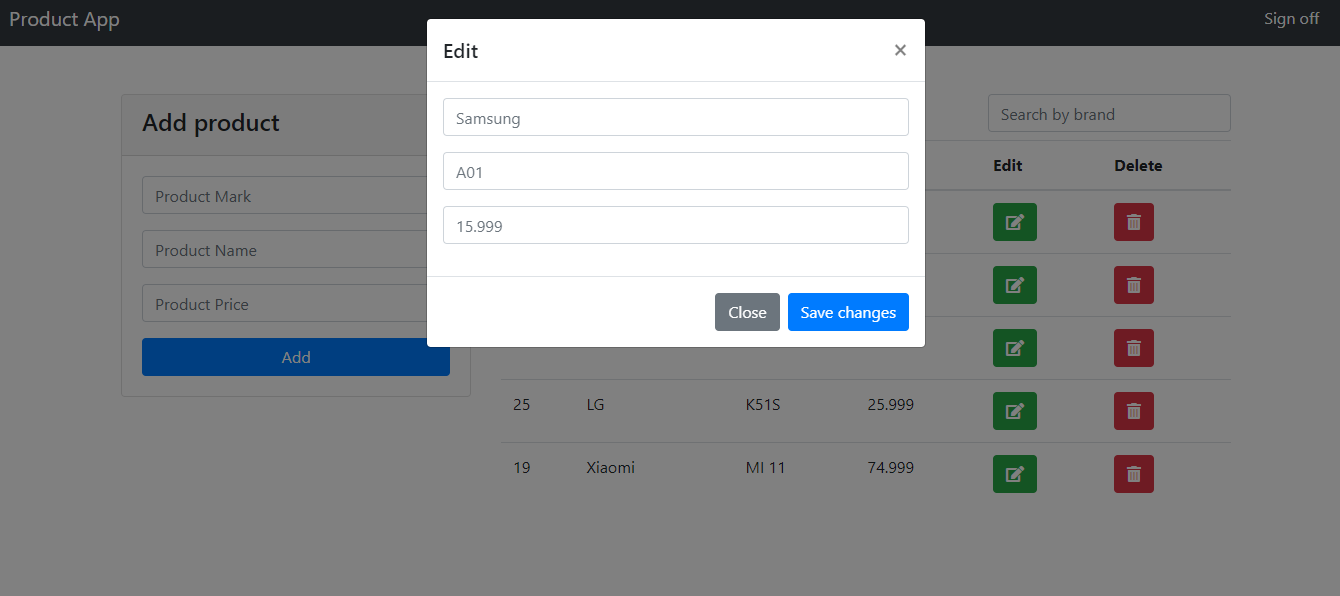 Product App
Sign off
Edit
×
Samsung
A01
15.999
Close
Save changes
Add product
Product Mark
Product Name
Product Price
Add
Search by brand
Edit Delete
25 LG K51S 25.999
19 Xiaomi MI 11 74.999